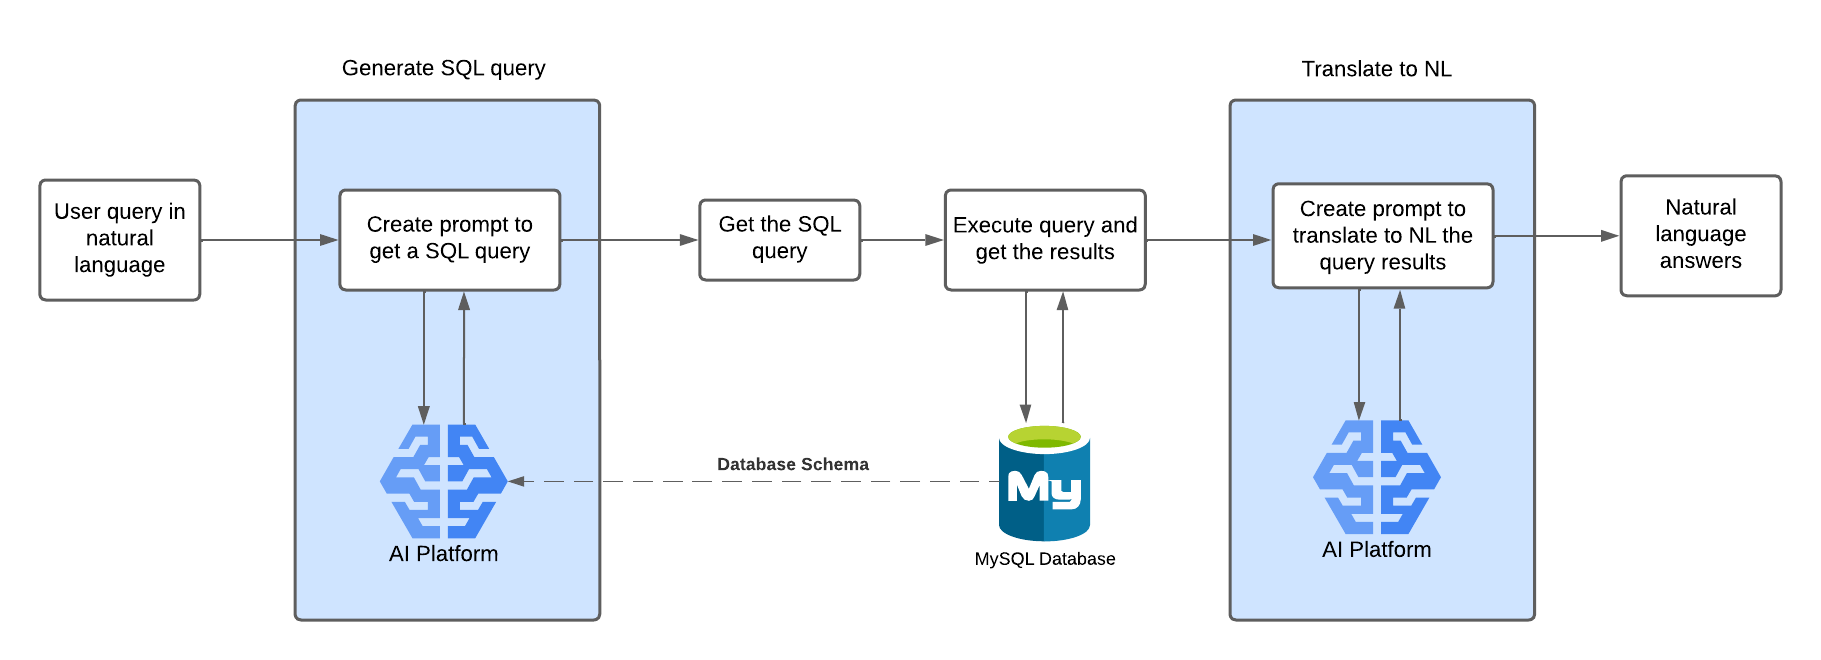 Generate SQL query
Translate to NL
User query in
natural
language
Create prompt to
get a SQL query
Get the SQL
query
Execute query and
get the results
Create prompt to
translate to NL the
query results
Natural
language
answers
Database Schema
My
AI Platform
MySQL Database
AI Platform